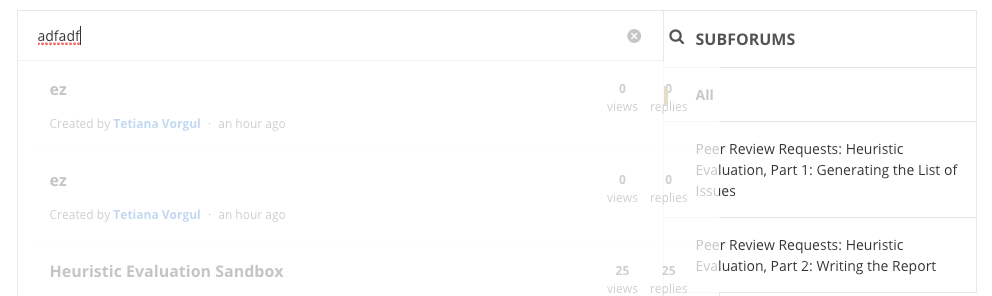 adfadf
ez
0 0
views replies
Created by Tetiana Vorgul · an hour ago
ez
0 0
views replies
Created by Tetiana Vorgul · an hour ago
Heuristic Evaluation Sandbox
25 25
views replies
SUBFORUMS
All
Peer Review Requests: Heuristic
Evaluation, Part 1: Generating the List of
Issues
Peer Review Requests: Heuristic
Evaluation, Part 2: Writing the Report